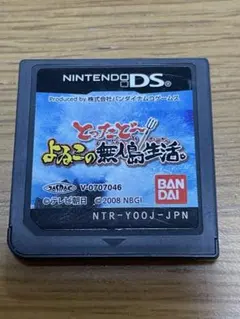 NINTENDO DS
Produced by 株式会社バンダイナムコゲームス
とったど〜
よゐこの無人島生活。
V-0707046
BAN
DAI
©テレビ朝日 ©2008 NBGI
NTR-YOOJ-JPN